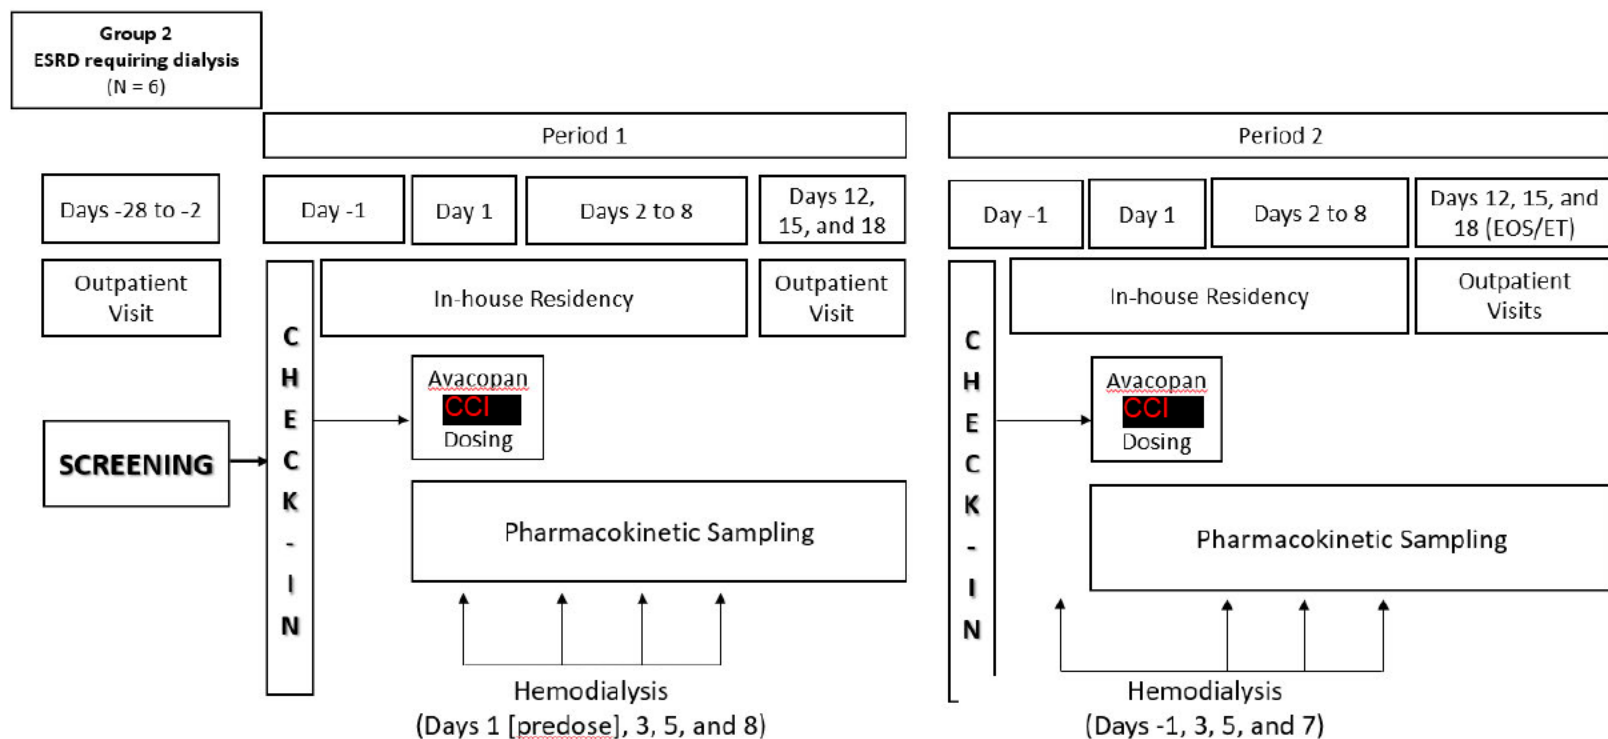 Group 2
ESRD requiring dialysis
(N = 6)
Period 1
Period 2
Days -28 to -2
Day -1
Day 1
Days 2 to 8
Days 12,
15, and 18
Day -1
Day 1
Days 2 to 8
Days 12, 15, and
18 (EOS/ET)
Outpatient
Visit
In-house Residency
Outpatient
Visit
In-house Residency
Outpatient
Visits
SCREENING
C
H
E
C
K
-
I
N
Avacopan
CCI
Dosing
Pharmacokinetic Sampling
Hemodialysis
(Days 1 [predose], 3, 5, and 8)
C
H
E
C
K
-
I
N
Avacopan
CCI
Dosing
Pharmacokinetic Sampling
Hemodialysis
(Days -1, 3, 5, and 7)